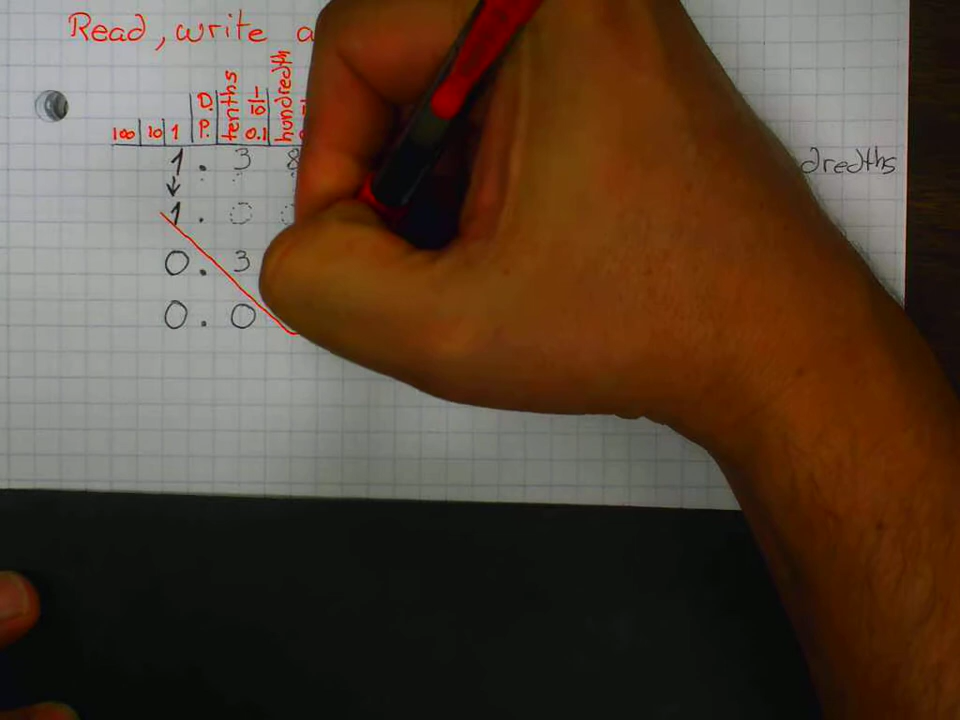 Read, write
100 10 1 D.P. tenths 1/10 0.1 hundredth
1 . 3 8 dredths
1 . 0
0 . 3
0 . 0